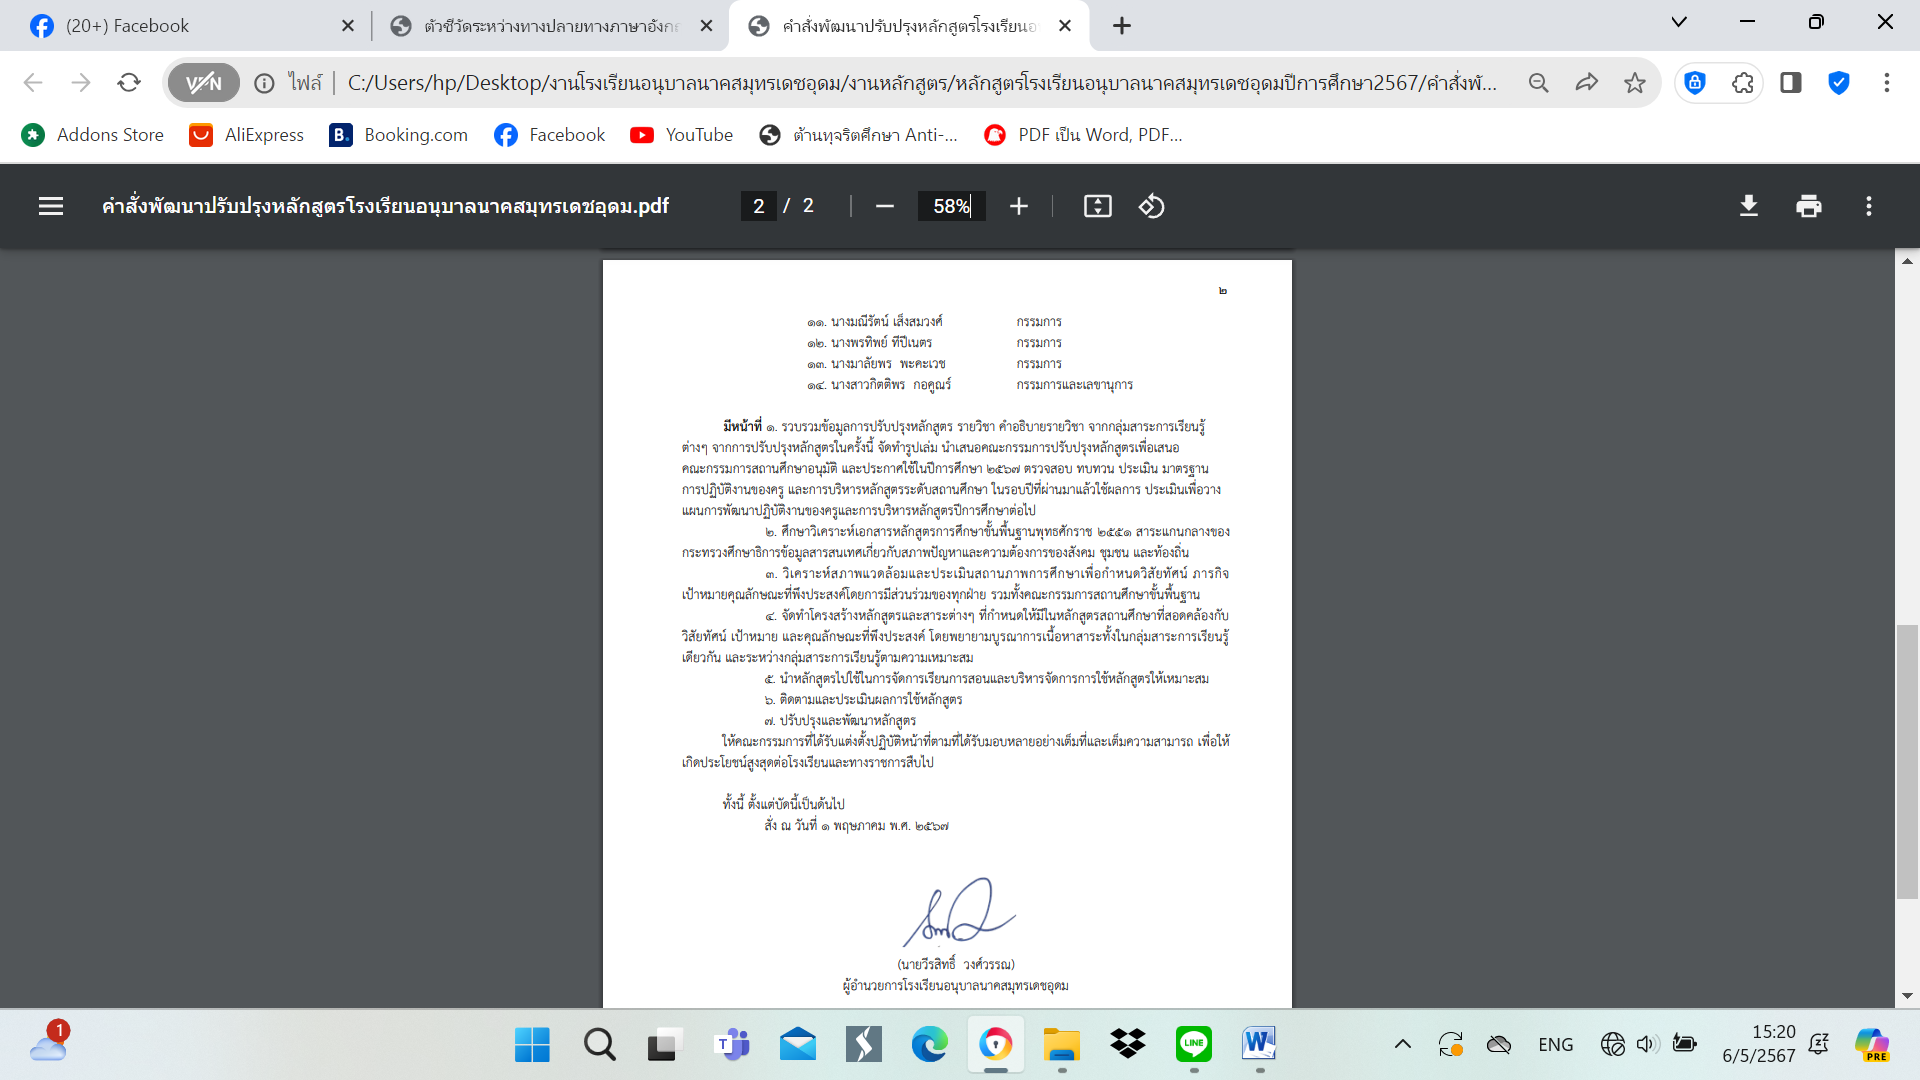 (20+) Facebook
ตัวชี้วัดระหว่างทางปลายทางภาษาอังกฤ
คำสั่งพัฒนาปรับปรุงหลักสูตรโรงเรียนอ
VPN
ไฟล์
C:/Users/hp/Desktop/งานโรงเรียนอนุบาลนาคสมุทรเดชอุดม/งานหลักสูตร/หลักสูตรโรงเรียนอนุบาลนาคสมุทรเดชอุดมปีการศึกษา2567/คำสั่งพั...
Addons Store
AliExpress
Booking.com
Facebook
YouTube
ต้านทุจริตศึกษา Anti-...
PDF เป็น Word, PDF...
คำสั่งพัฒนาปรับปรุงหลักสูตรโรงเรียนอนุบาลนาคสมุทรเดชอุดม.pdf
2 / 2
58%
๒
๑๑. นางมณีรัตน์ เส็งสมวงศ์ กรรมการ
๑๒. นางพรทิพย์ ทีปีเนตร กรรมการ
๑๓. นางมาลัยพร พะคะเวช กรรมการ
๑๔. นางสาวกิตติพร กอคูณร์ กรรมการและเลขานุการ
มีหน้าที่ ๑. รวบรวมข้อมูลการปรับปรุงหลักสูตร รายวิชา คำอธิบายรายวิชา จากกลุ่มสาระการเรียนรู้
ต่างๆ จากการปรับปรุงหลักสูตรในครั้งนี้ จัดทำรูปเล่ม นำเสนอคณะกรรมการปรับปรุงหลักสูตรเพื่อเสนอ
คณะกรรมการสถานศึกษาอนุมัติ และประกาศใช้ในปีการศึกษา ๒๕๖๗ ตรวจสอบ ทบทวน ประเมิน มาตรฐาน
การปฏิบัติงานของครู และการบริหารหลักสูตรระดับสถานศึกษา ในรอบปีที่ผ่านมาแล้วใช้ผลการ ประเมินเพื่อวาง
แผนการพัฒนาปฏิบัติงานของครูและการบริหารหลักสูตรปีการศึกษาต่อไป
๒. ศึกษาวิเคราะห์เอกสารหลักสูตรการศึกษาขั้นพื้นฐานพุทธศักราช ๒๕๕๑ สาระแกนกลางของ
กระทรวงศึกษาธิการข้อมูลสารสนเทศเกี่ยวกับสภาพปัญหาและความต้องการของสังคม ชุมชน และท้องถิ่น
๓. วิเคราะห์สภาพแวดล้อมและประเมินสถานภาพการศึกษาเพื่อกำหนดวิสัยทัศน์ ภารกิจ
เป้าหมายคุณลักษณะที่พึงประสงค์โดยการมีส่วนร่วมของทุกฝ่าย รวมทั้งคณะกรรมการสถานศึกษาขั้นพื้นฐาน
๔. จัดทำโครงสร้างหลักสูตรและสาระต่างๆ ที่กำหนดให้มีในหลักสูตรสถานศึกษาที่สอดคล้องกับ
วิสัยทัศน์ เป้าหมาย และคุณลักษณะที่พึงประสงค์ โดยพยายามบูรณาการเนื้อหาสาระทั้งในกลุ่มสาระการเรียนรู้
เดียวกัน และระหว่างกลุ่มสาระการเรียนรู้ตามความเหมาะสม
๕. นำหลักสูตรไปใช้ในการจัดการเรียนการสอนและบริหารจัดการการใช้หลักสูตรให้เหมาะสม
๖. ติดตามและประเมินผลการใช้หลักสูตร
๗. ปรับปรุงและพัฒนาหลักสูตร
ให้คณะกรรมการที่ได้รับแต่งตั้งปฏิบัติหน้าที่ตามที่ได้รับมอบหลายอย่างเต็มที่และเต็มความสามารถ เพื่อให้
เกิดประโยชน์สูงสุดต่อโรงเรียนและทางราชการสืบไป
ทั้งนี้ ตั้งแต่บัดนี้เป็นต้นไป
สั่ง ณ วันที่ ๑ พฤษภาคม พ.ศ. ๒๕๖๗
(นายวีรสิทธิ์ วงศ์วรรณ)
ผู้อำนวยการโรงเรียนอนุบาลนาคสมุทรเดชอุดม
1
LINE
ENG
15:20
6/5/2567
PRE